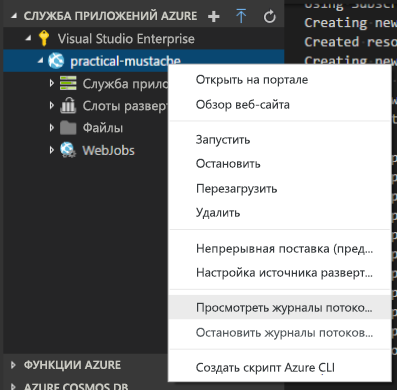 СЛУЖБА ПРИЛОЖЕНИЙ AZURE
Visual Studio Enterprise
practical-mustache
Служба прило
Слоты разверт
Файлы
WebJobs
Открыть на портале
Обзор веб-сайта
Запустить
Остановить
Перезагрузить
Удалить
Непрерывная поставка (пред...
Настройка источника разверт...
Просмотреть журналы потоко...
Остановить журналы потоков...
Создать скрипт Azure CLI
ФУНКЦИИ AZURE
AZURE COSMOS DB
Using Subscr
Creating new
Created reso
Creating new